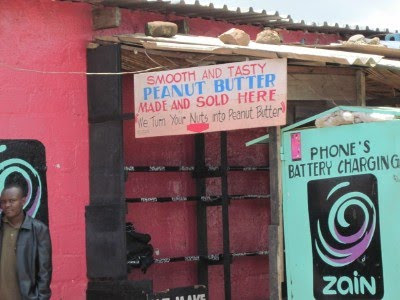 SMOOTH AND TASTY
PEANUT BUTTER
MADE AND SOLD HERE
(We Turn Your Nuts into Peanut Butter)
PHONE'S
BATTERY CHARGING
ZAIN